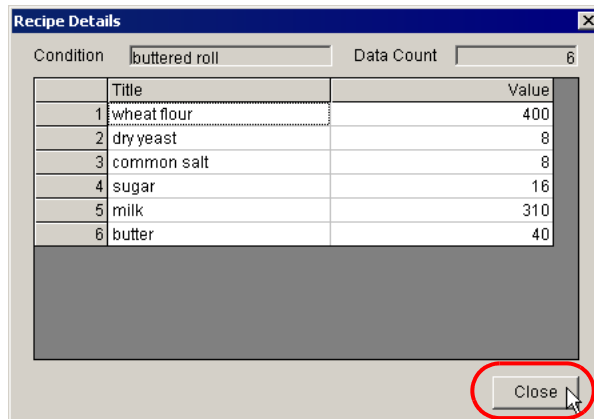 Recipe Details
Condition buttered roll Data Count 6
Title Value
1 wheat flour 400
2 dry yeast 8
3 common salt 8
4 sugar 16
5 milk 310
6 butter 40
Close